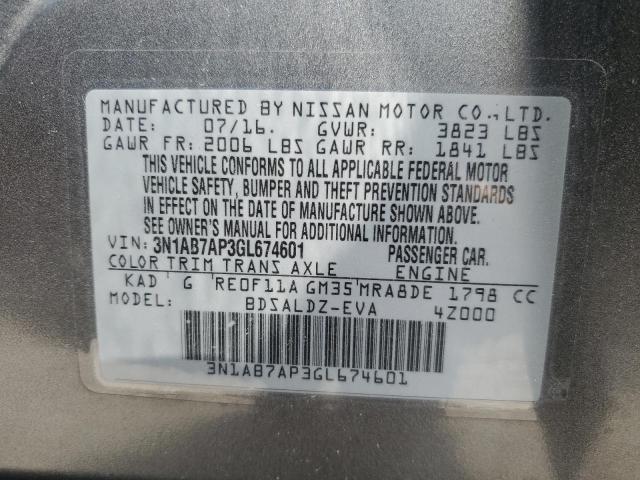 MANUFACTURED BY NISSAN MOTOR CO., LTD.
DATE: 07/16. GVWR: 3823 LBS
GAWR FR: 2006 LBS GAWR RR: 1841 LBS
THIS VEHICLE CONFORMS TO ALL APPLICABLE FEDERAL MOTOR
VEHICLE SAFETY, BUMPER AND THEFT PREVENTION STANDARDS
IN EFFECT ON THE DATE OF MANUFACTURE SHOWN ABOVE.
SEE OWNER'S MANUAL FOR ADDITIONAL INFORMATION.
VIN: 3N1AB7AP3GL674601 PASSENGER CAR.
COLOR TRIM TRANS AXLE ENGINE
KAD G RE0F11A GM35 MRA8DE 1798 CC
MODEL: BDSALDZ-EVA 4Z000
3N1AB7AP3GL674601